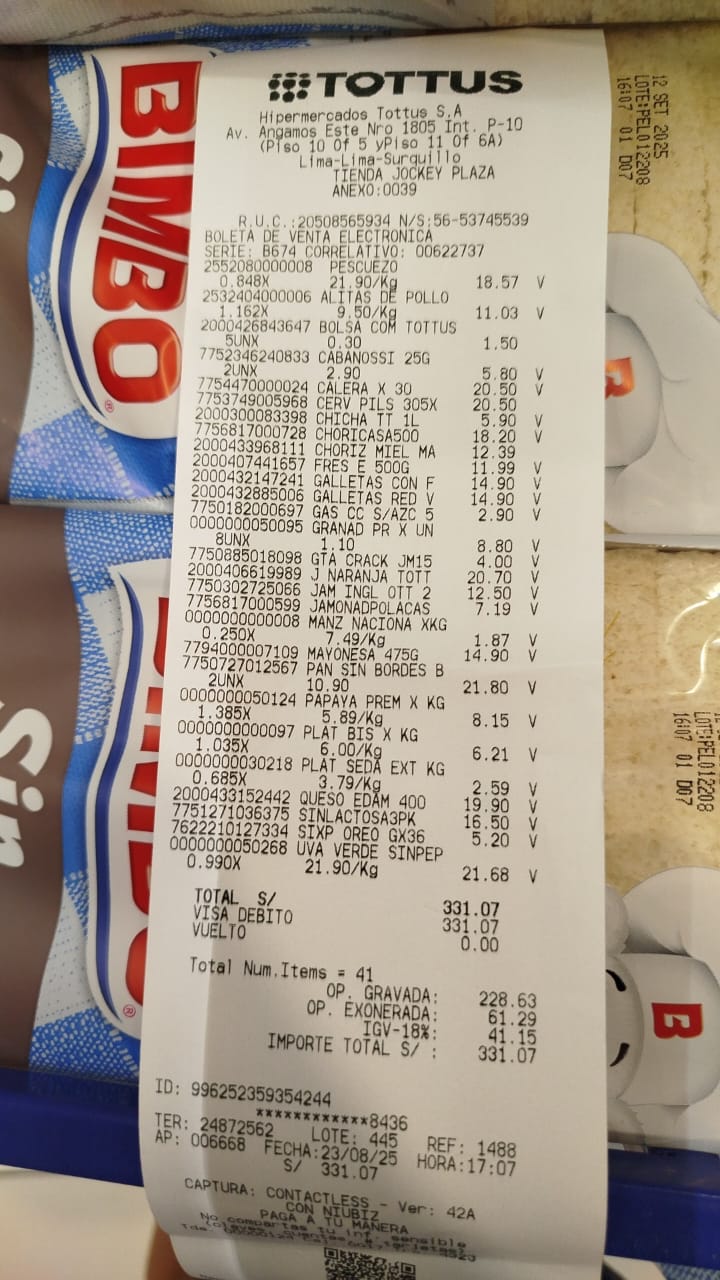 TOTTUS
Hipermercados Tottus S.A
Av. Angamos Este Nro 1805 Int. P-10
(Piso 10 Of 5 yPiso 11 Of 6A)
Lima-Lima-Surquillo
TIENDA JOCKEY PLAZA
ANEXO:0039
R.U.C.:20508565934 N/S:56-53745539
BOLETA DE VENTA ELECTRONICA
SERIE: B674 CORRELATIVO: 00622737
2552080000008 PESCUEZO
0.848X 21.90/Kg 18.57 V
2532404000006 ALITAS DE POLLO
1.162X 9.50/Kg 11.03 V
2000426843647 BOLSA COM TOTTUS
5UNX 0.30 1.50
7752346240833 CABANOSSI 25G
2UNX 2.90 5.80 V
7754470000024 CALERA X 30 20.50 V
7753749005968 CERV PILS 305X 20.50
2000300083398 CHICHA TT 1L 5.90 V
7756817000728 CHORICASA500 18.20 V
2000433968111 CHORIZ MIEL MA 12.39
2000407441657 FRES E 500G 11.99 V
2000432147241 GALLETAS CON F 14.90 V
2000432885006 GALLETAS RED V 14.90 V
7750182000697 GAS CC S/AZC 5 2.90 V
0000000050095 GRANAD PR X UN
8UNX 1.10 8.80 V
7750885018098 GTA CRACK JM15 4.00 V
2000406619989 J NARANJA TOTT 20.70 V
7750302725066 JAM INGL OTT 2 12.50 V
7756817000599 JAMONADPOLACAS 7.19 V
0000000000008 MANZ NACIONA XKG
0.250X 7.49/Kg 1.87 V
7794000007109 MAYONESA 475G 14.90 V
7750727012567 PAN SIN BORDES B
2UNX 10.90 21.80 V
0000000050124 PAPAYA PREM X KG
1.385X 5.89/Kg 8.15 V
0000000000097 PLAT BIS X KG
1.035X 6.00/Kg 6.21 V
0000000030218 PLAT SEDA EXT KG
0.685X 3.79/Kg 2.59 V
2000433152442 QUESO EDAM 400 19.90 V
7751271036375 SINLACTOSA3PK 16.50 V
7622210127334 SIXP OREO GX36 5.20 V
0000000050268 UVA VERDE SINPEP
0.990X 21.90/Kg 21.68 V
TOTAL S/ 331.07
VISA DEBITO 331.07
VUELTO 0.00
Total Num.Items = 41
OP. GRAVADA: 228.63
OP. EXONERADA: 61.29
IGV-18%: 41.15
IMPORTE TOTAL S/ : 331.07
ID: 996252359354244
************8436
TER: 24872562 LOTE: 445 REF: 1488
AP: 006668 FECHA:23/08/25 HORA:17:07
S/ 331.07
CAPTURA: CONTACTLESS - Ver: 42A
CON NIUBIZ
PAGA A TU MANERA
No compartas tu inf. sensible
BIMBO
Sin
12 SET 2025
LOTE:PEL012208
16:07 01 D07
LOTE:PEL012208
16:07 01 D07
B
B